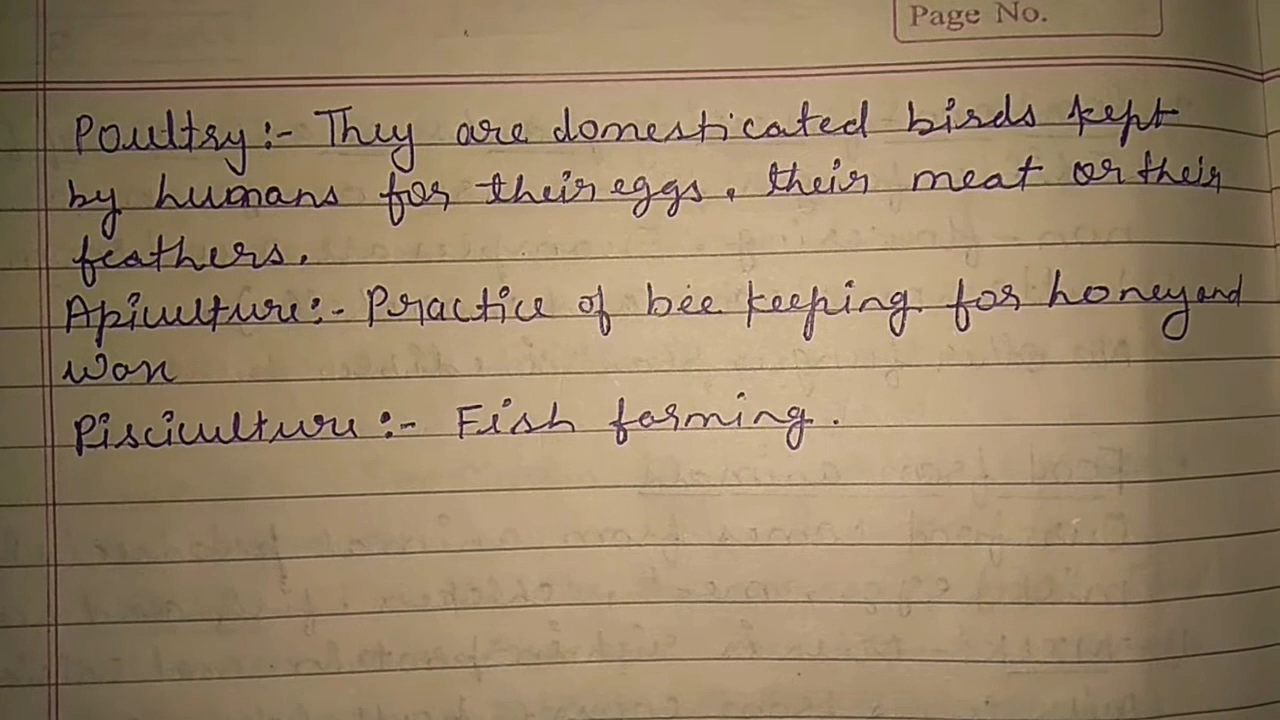 Page No.
Poultry:- They are domesticated birds kept
by humans for their eggs, their meat or their
feathers.
Apiculture:- Practice of bee keeping for honey and
wax
Pisciculture:- Fish farming.